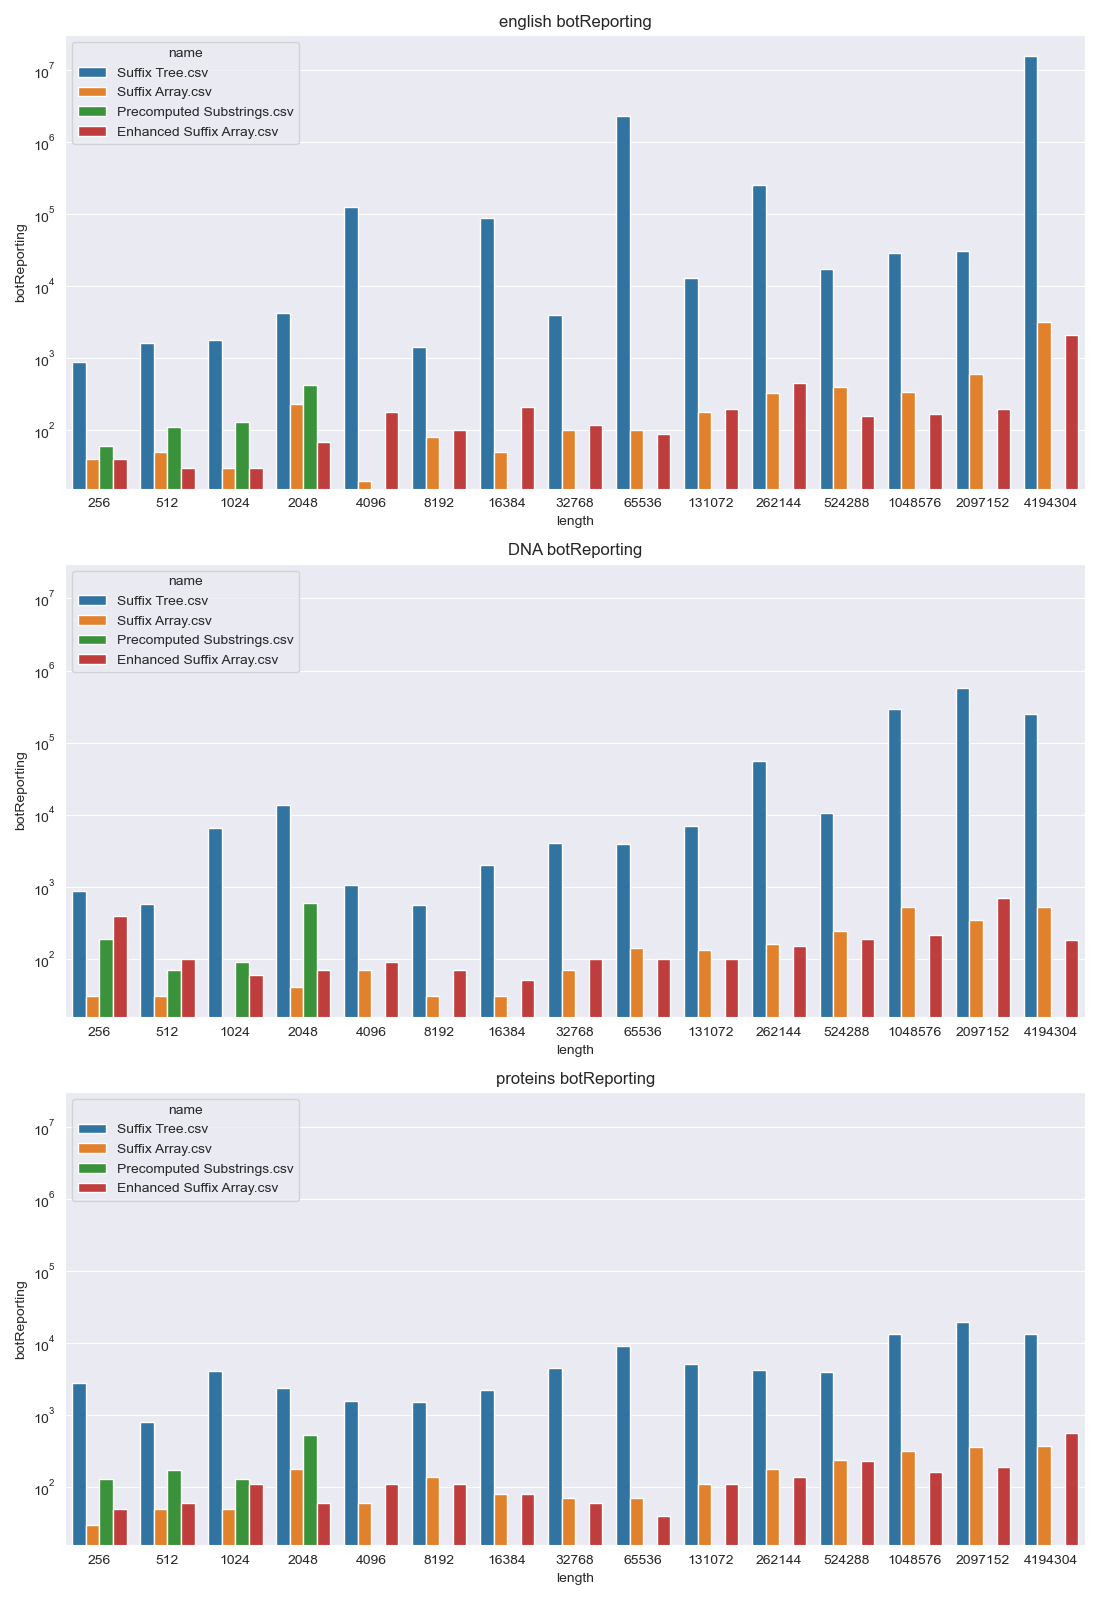 english botReporting
name
Suffix Tree.csv
Suffix Array.csv
Precomputed Substrings.csv
Enhanced Suffix Array.csv
10^7
10^6
10^5
10^4
10^3
10^2
botReporting
256 512 1024 2048 4096 8192 16384 32768 65536 131072 262144 524288 1048576 2097152 4194304
length
DNA botReporting
name
Suffix Tree.csv
Suffix Array.csv
Precomputed Substrings.csv
Enhanced Suffix Array.csv
10^7
10^6
10^5
10^4
10^3
10^2
botReporting
256 512 1024 2048 4096 8192 16384 32768 65536 131072 262144 524288 1048576 2097152 4194304
length
proteins botReporting
name
Suffix Tree.csv
Suffix Array.csv
Precomputed Substrings.csv
Enhanced Suffix Array.csv
10^7
10^6
10^5
10^4
10^3
10^2
botReporting
256 512 1024 2048 4096 8192 16384 32768 65536 131072 262144 524288 1048576 2097152 4194304
length